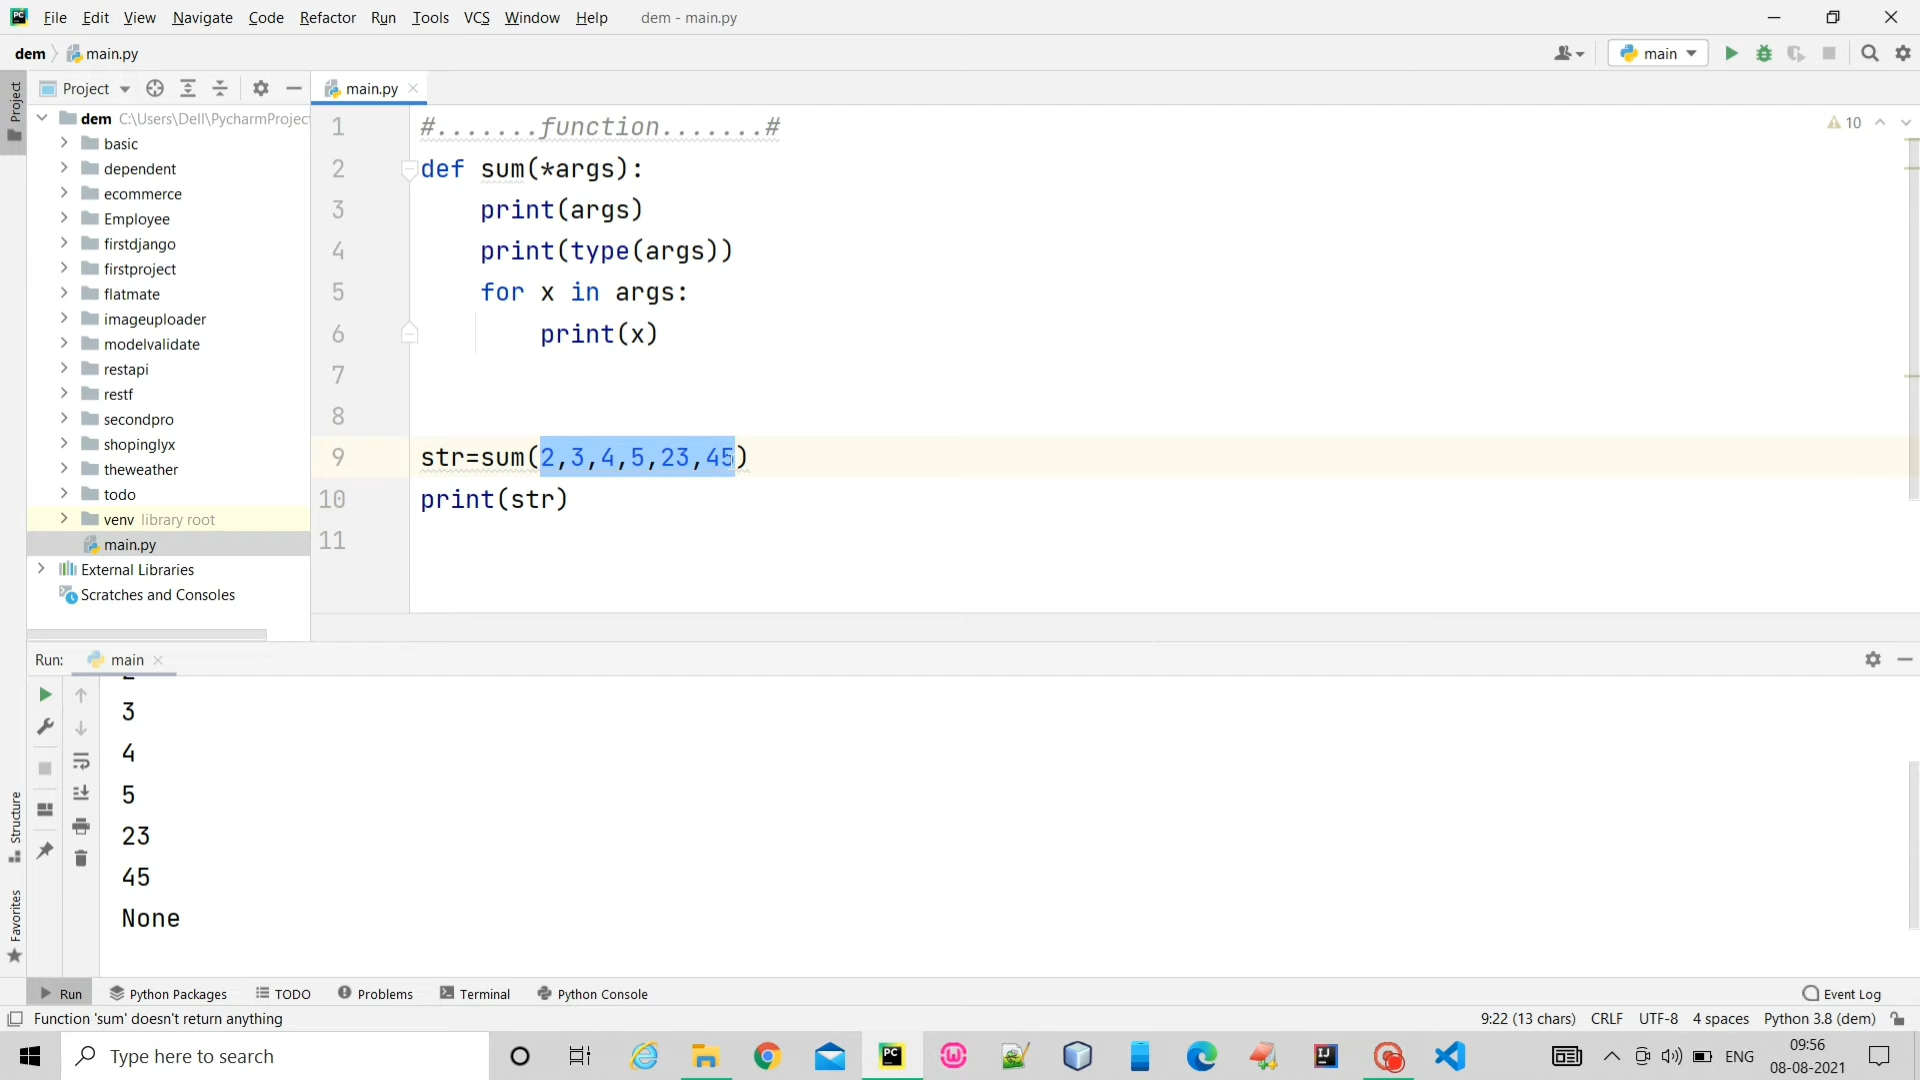 File Edit View Navigate Code Refactor Run Tools VCS Window Help dem - main.py
dem main.py main
Project main.py
dem C:\Users\Dell\PycharmProjec
basic
dependent
ecommerce
Employee
firstdjango
firstproject
flatmate
imageuploader
modelvalidate
restapi
restf
secondpro
shopinglyx
theweather
todo
venv library root
main.py
External Libraries
Scratches and Consoles
Project
Structure
Favorites
10
1 #.......function.......#
2 def sum(*args):
3 print(args)
4 print(type(args))
5 for x in args:
6 print(x)
7
8
9 str=sum(2,3,4,5,23,45)
10 print(str)
11
Run: main
3
4
5
23
45
None
Run Python Packages TODO Problems Terminal Python Console Event Log
Function 'sum' doesn't return anything 9:22 (13 chars) CRLF UTF-8 4 spaces Python 3.8 (dem)
Type here to search ENG 09:56
08-08-2021